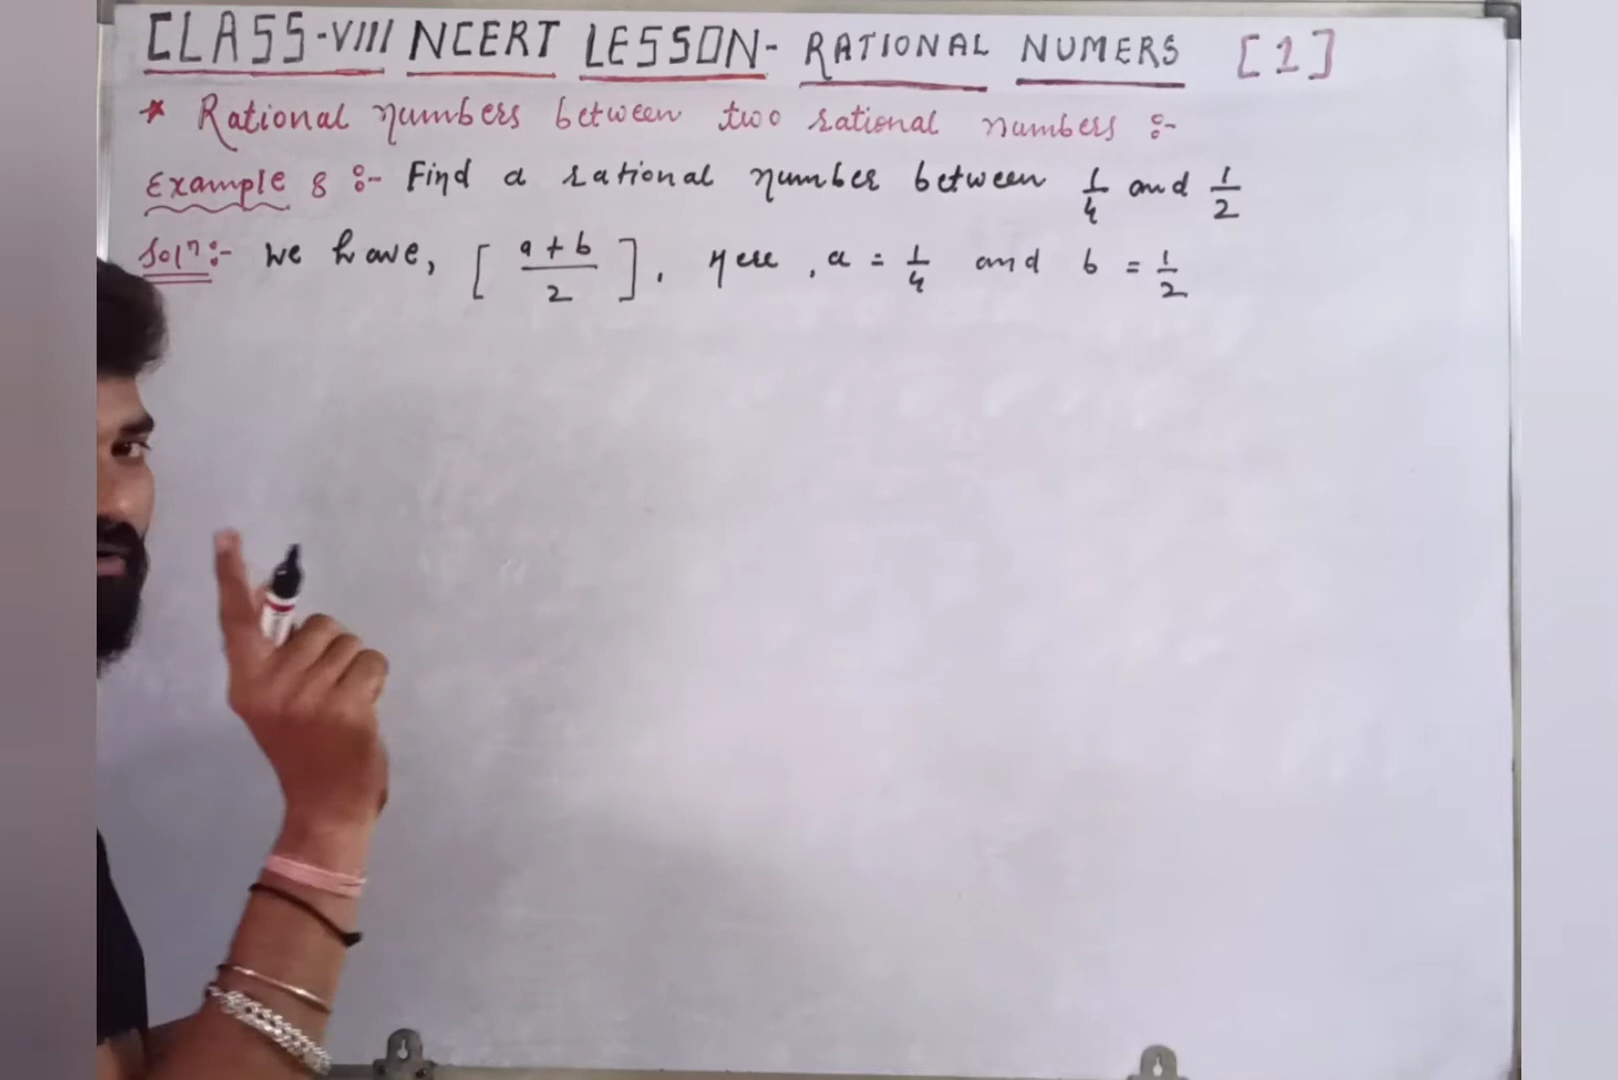 CLASS-VIII NCERT LESSON- RATIONAL NUMERS [1]
* Rational numbers between two rational numbers :-
Example 8 :- Find a rational number between 1/4 and 1/2
Solⁿ:- We have, [ a+b/2 ]. Here, a = 1/4 and b = 1/2